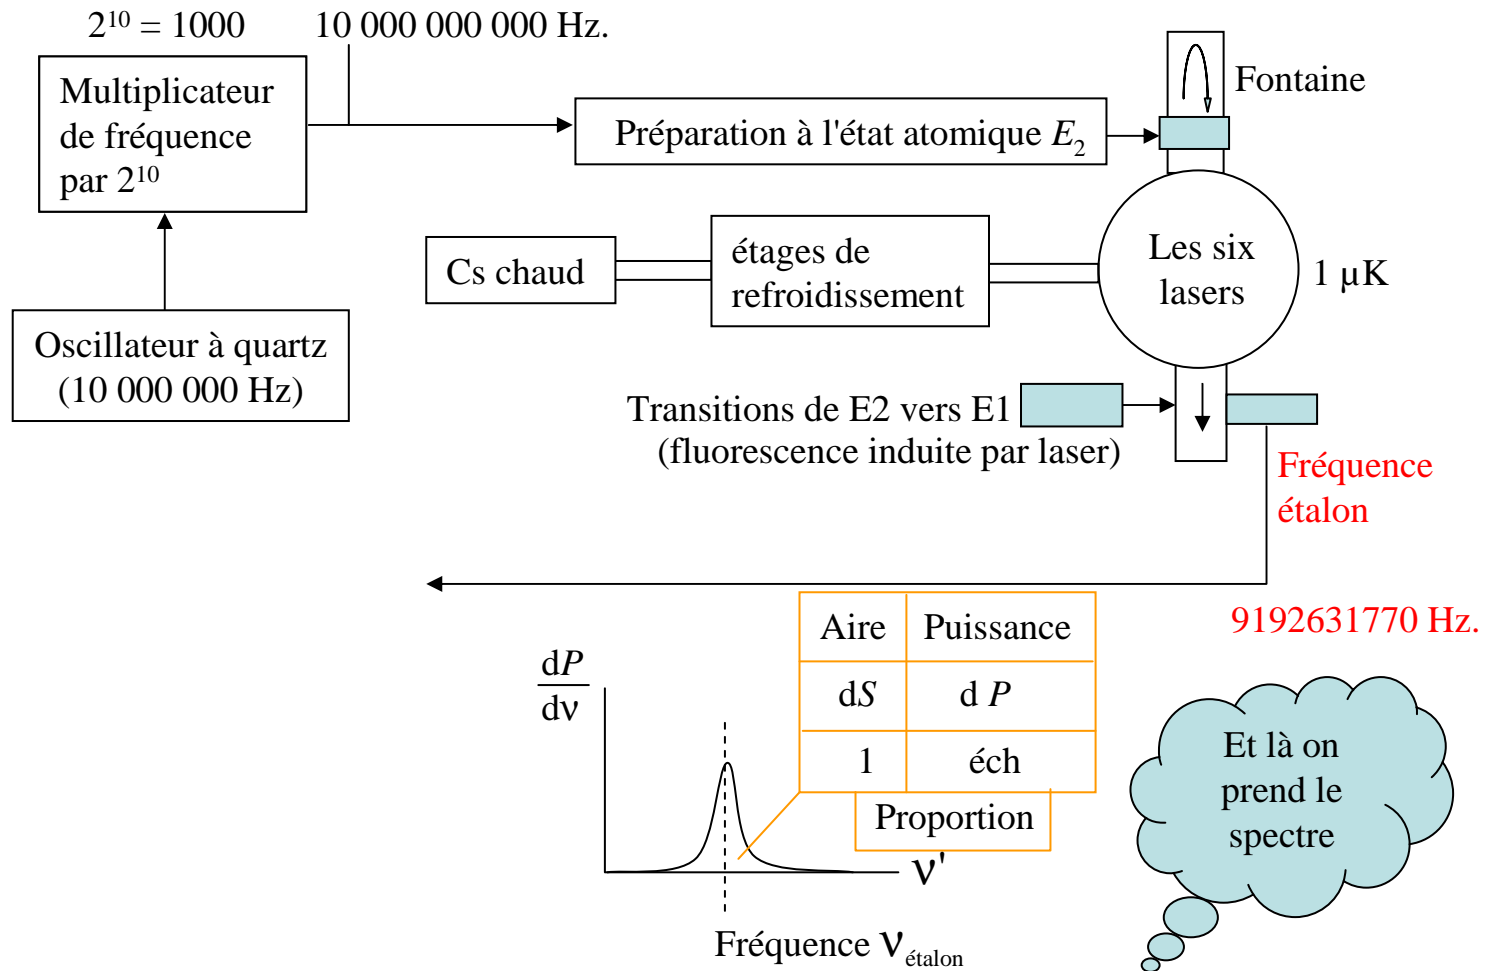 2¹⁰ = 1000
10 000 000 000 Hz.
Multiplicateur
de fréquence
par 2¹⁰
Préparation à l'état atomique E₂
Fontaine
Cs chaud
étages de
refroidissement
Les six
lasers
1 µK
Oscillateur à quartz
(10 000 000 Hz)
Transitions de E2 vers E1
(fluorescence induite par laser)
Fréquence
étalon
9192631770 Hz.
Aire Puissance
dS d P
1 éch
Proportion
dP
dν
ν'
Fréquence ν étalon
Et là on
prend le
spectre